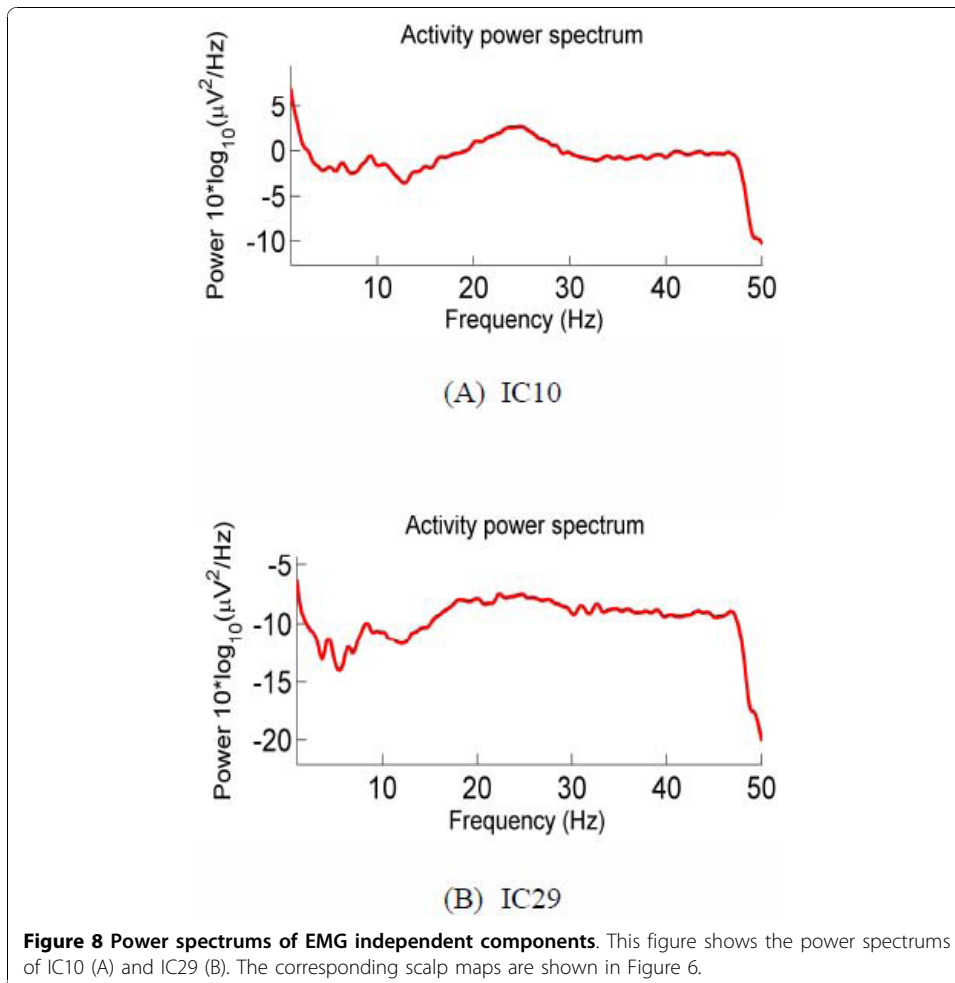 Activity power spectrum
Power 10*log10(μV2/Hz)
5
0
-5
-10
10 20 30 40 50
Frequency (Hz)
(A) IC10
Activity power spectrum
Power 10*log10(μV2/Hz)
-5
-10
-15
-20
10 20 30 40 50
Frequency (Hz)
(B) IC29
Figure 8 Power spectrums of EMG independent components. This figure shows the power spectrums
of IC10 (A) and IC29 (B). The corresponding scalp maps are shown in Figure 6.